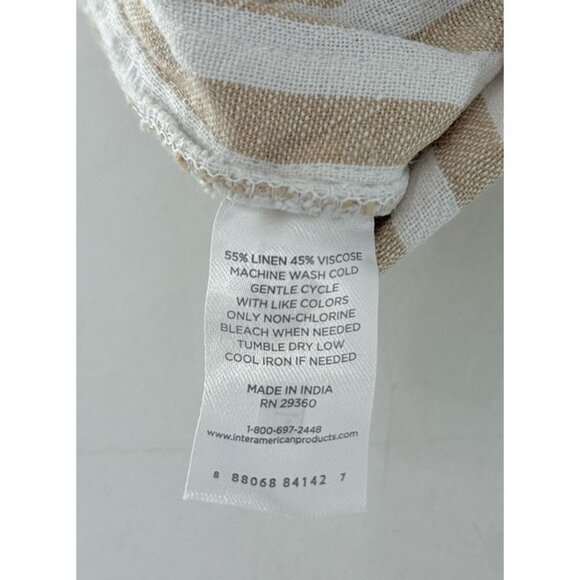 55% LINEN 45% VISCOSE
MACHINE WASH COLD
GENTLE CYCLE
WITH LIKE COLORS
ONLY NON-CHLORINE
BLEACH WHEN NEEDED
TUMBLE DRY LOW
COOL IRON IF NEEDED
MADE IN INDIA
RN 29360
1-800-697-2448
www.interamericanproducts.com
8 88068 84142 7